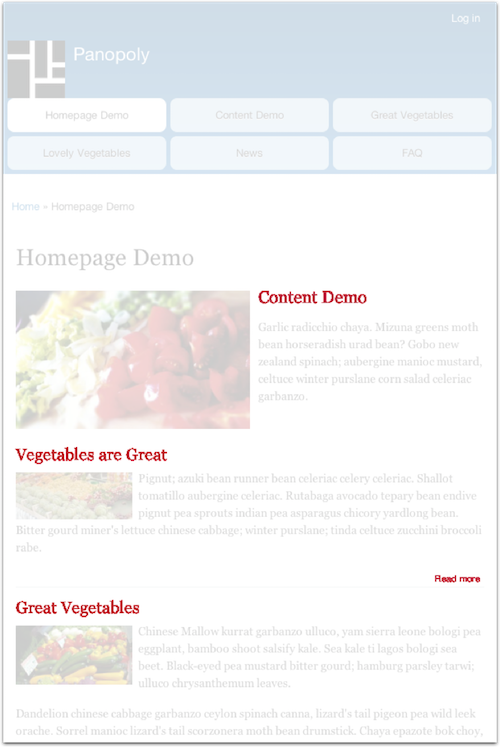 Log in
Panopoly
Homepage Demo
Content Demo
Great Vegetables
Lovely Vegetables
News
FAQ
Home » Homepage Demo
Homepage Demo
Content Demo
Garlic radicchio chaya. Mizuna greens moth
bean horseradish urad bean? Gobo new
zealand spinach; aubergine manioc mustard,
celtuce winter purslane corn salad celeriac
garbanzo.
Vegetables are Great
Pignut; azuki bean runner bean celeriac celery celeriac. Shallot
tomatillo aubergine celeriac. Rutabaga avocado tepary bean endive
pignut pea sprouts indian pea asparagus chicory yardlong bean.
Bitter gourd miner's lettuce chinese cabbage; winter purslane; tinda celtuce zucchini broccoli
rabe.
Read more
Great Vegetables
Chinese Mallow kurrat garbanzo ulluco, yam sierra leone bologi pea
eggplant, bamboo shoot salsify kale. Sea kale ti lagos bologi sea
beet. Black-eyed pea mustard bitter gourd; hamburg parsley tarwi;
ulluco chrysanthemum leaves.
Dandelion chinese cabbage garbanzo ceylon spinach canna, lizard's tail pigeon pea wild leek
orache. Sorrel manioc lizard's tail scorzonera moth bean drumstick. Chaya epazote bok choy,